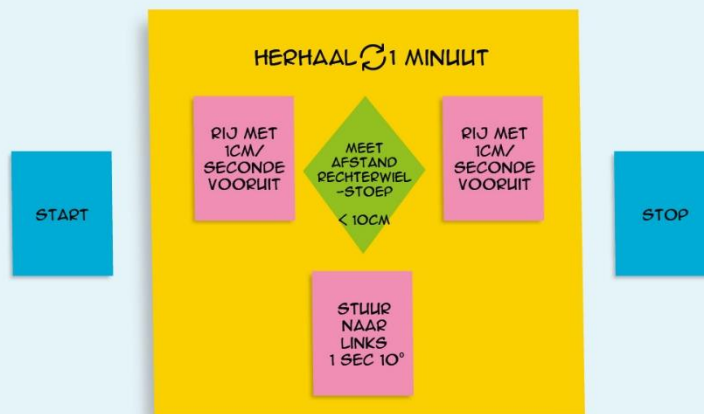 HERHAAL 1 MINUUT
START
RIJ MET
1CM/
SECONDE
VOORUIT
MEET
AFSTAND
RECHTERWIEL
-STOEP
< 10CM
RIJ MET
1CM/
SECONDE
VOORUIT
STOP
STUUR
NAAR
LINKS
1 SEC 10°